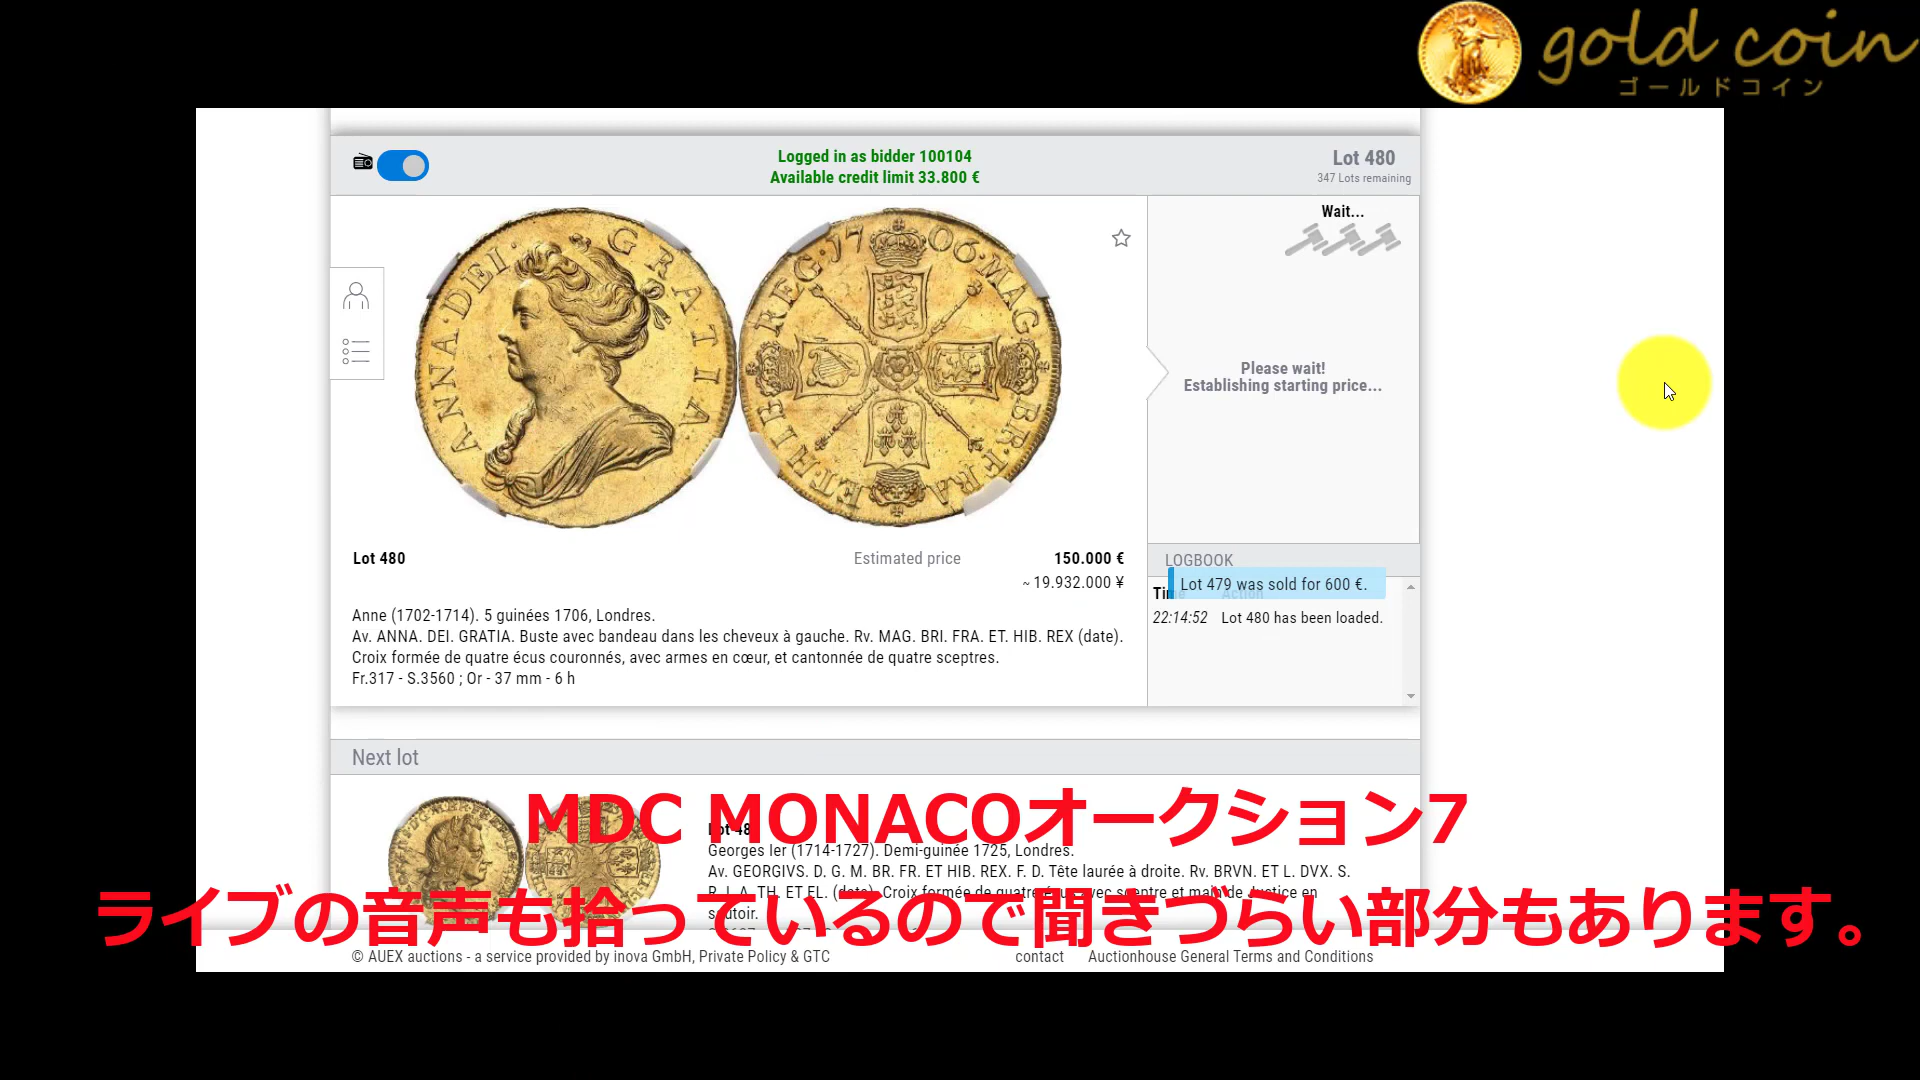 gold coin
ゴールドコイン
Logged in as bidder 100104
Available credit limit 33.800 €
Lot 480
347 Lots remaining
ANNA·DEI·GRATIA·
REG·1706·MAG
BR·FRA
ET·HIB
Wait...
Please wait!
Establishing starting price...
Lot 480
Estimated price
150.000 €
~ 19.932.000 ¥
LOGBOOK
Lot 479 was sold for 600 €.
Action
22:14:52 Lot 480 has been loaded.
Anne (1702-1714). 5 guinées 1706, Londres.
Av. ANNA. DEI. GRATIA. Buste avec bandeau dans les cheveux à gauche. Rv. MAG. BRI. FRA. ET. HIB. REX (date).
Croix formée de quatre écus couronnés, avec armes en cœur, et cantonnée de quatre sceptres.
Fr.317 - S.3560 ; Or - 37 mm - 6 h
Next lot
MDC MONACOオークション7
Georges Ier (1714-1727). Demi-guinée 1725, Londres.
Av. GEORGIVS. D. G. M. BR. FR. ET HIB. REX. F. D. Tête laurée à droite. Rv. BRVN. ET L. DVX. S.
ライブの音声も拾っているので聞きづらい部分もあります。
sautoir.
© AUEX auctions - a service provided by inova GmbH, Private Policy & GTC
contact
Auctionhouse General Terms and Conditions